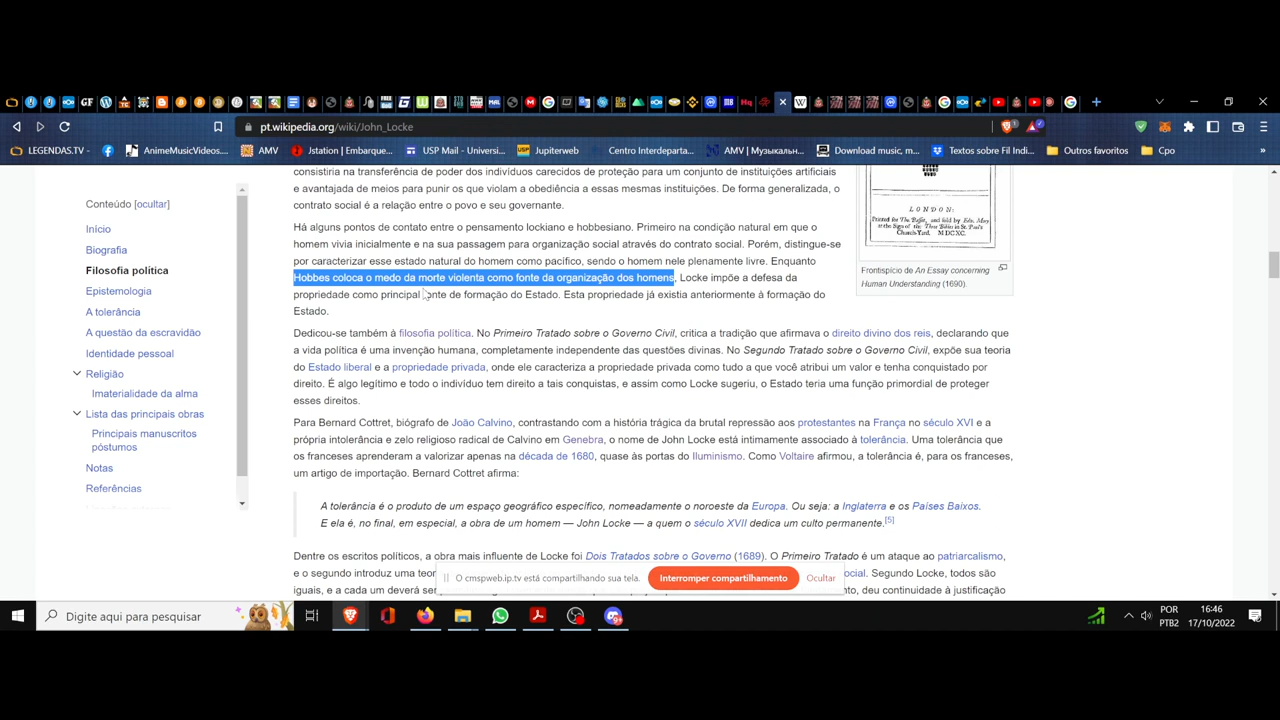 pt.wikipedia.org/wiki/John_Locke
LEGENDAS.TV -
AnimeMusicVideos...
AMV
Jstation | Embarque...
USP Mail - Universi...
Jupiterweb
Centro Interdeparta...
AMV | Музыкальн...
Download music, m...
Textos sobre Fil Indi...
Outros favoritos
Cpo
consistiria na transferência de poder dos indivíduos carecidos de proteção para um conjunto de instituições artificiais
e avantajada de meios para punir os que violam a obediência a essas mesmas instituições. De forma generalizada, o
contrato social é a relação entre o povo e seu governante.
Há alguns pontos de contato entre o pensamento lockiano e hobbesiano. Primeiro na condição natural em que o
homem vivia inicialmente e na sua passagem para organização social através do contrato social. Porém, distingue-se
por caracterizar esse estado natural do homem como pacífico, sendo o homem nele plenamente livre. Enquanto
Hobbes coloca o medo da morte violenta como fonte da organização dos homens, Locke impõe a defesa da
propriedade como principal fonte de formação do Estado. Esta propriedade já existia anteriormente à formação do
Estado.
Dedicou-se também à filosofia política. No Primeiro Tratado sobre o Governo Civil, critica a tradição que afirmava o direito divino dos reis, declarando que
a vida política é uma invenção humana, completamente independente das questões divinas. No Segundo Tratado sobre o Governo Civil, expõe sua teoria
do Estado liberal e a propriedade privada, onde ele caracteriza a propriedade privada como tudo a que você atribui um valor e tenha conquistado por
direito. É algo legítimo e todo o indivíduo tem direito a tais conquistas, e assim como Locke sugeriu, o Estado teria uma função primordial de proteger
esses direitos.
Para Bernard Cottret, biógrafo de João Calvino, contrastando com a história trágica da brutal repressão aos protestantes na França no século XVI e a
própria intolerância e zelo religioso radical de Calvino em Genebra, o nome de John Locke está intimamente associado à tolerância. Uma tolerância que
os franceses aprenderam a valorizar apenas na década de 1680, quase às portas do Iluminismo. Como Voltaire afirmou, a tolerância é, para os franceses,
um artigo de importação. Bernard Cottret afirma:
A tolerância é o produto de um espaço geográfico específico, nomeadamente o noroeste da Europa. Ou seja: a Inglaterra e os Países Baixos.
E ela é, no final, em especial, a obra de um homem — John Locke — a quem o século XVII dedica um culto permanente.[5]
Dentre os escritos políticos, a obra mais influente de Locke foi Dois Tratados sobre o Governo (1689). O Primeiro Tratado é um ataque ao patriarcalismo,
e o segundo introduz uma teor
ocial. Segundo Locke, todos são
iguais, e a cada um deverá ser
nto, deu continuidade à justificação
Conteúdo [ocultar]
Início
Biografia
Filosofia política
Epistemologia
A tolerância
A questão da escravidão
Identidade pessoal
Religião
Materialidade da alma
Lista das principais obras
Principais manuscritos
póstumos
Notas
Referências
LONDON:
Frontispício de An Essay concerning
Human Understanding (1690).
O cmspweb.ip.tv está compartilhando sua tela.
Interromper compartilhamento
Ocultar
Digite aqui para pesquisar
POR
PTB2
16:46
17/10/2022